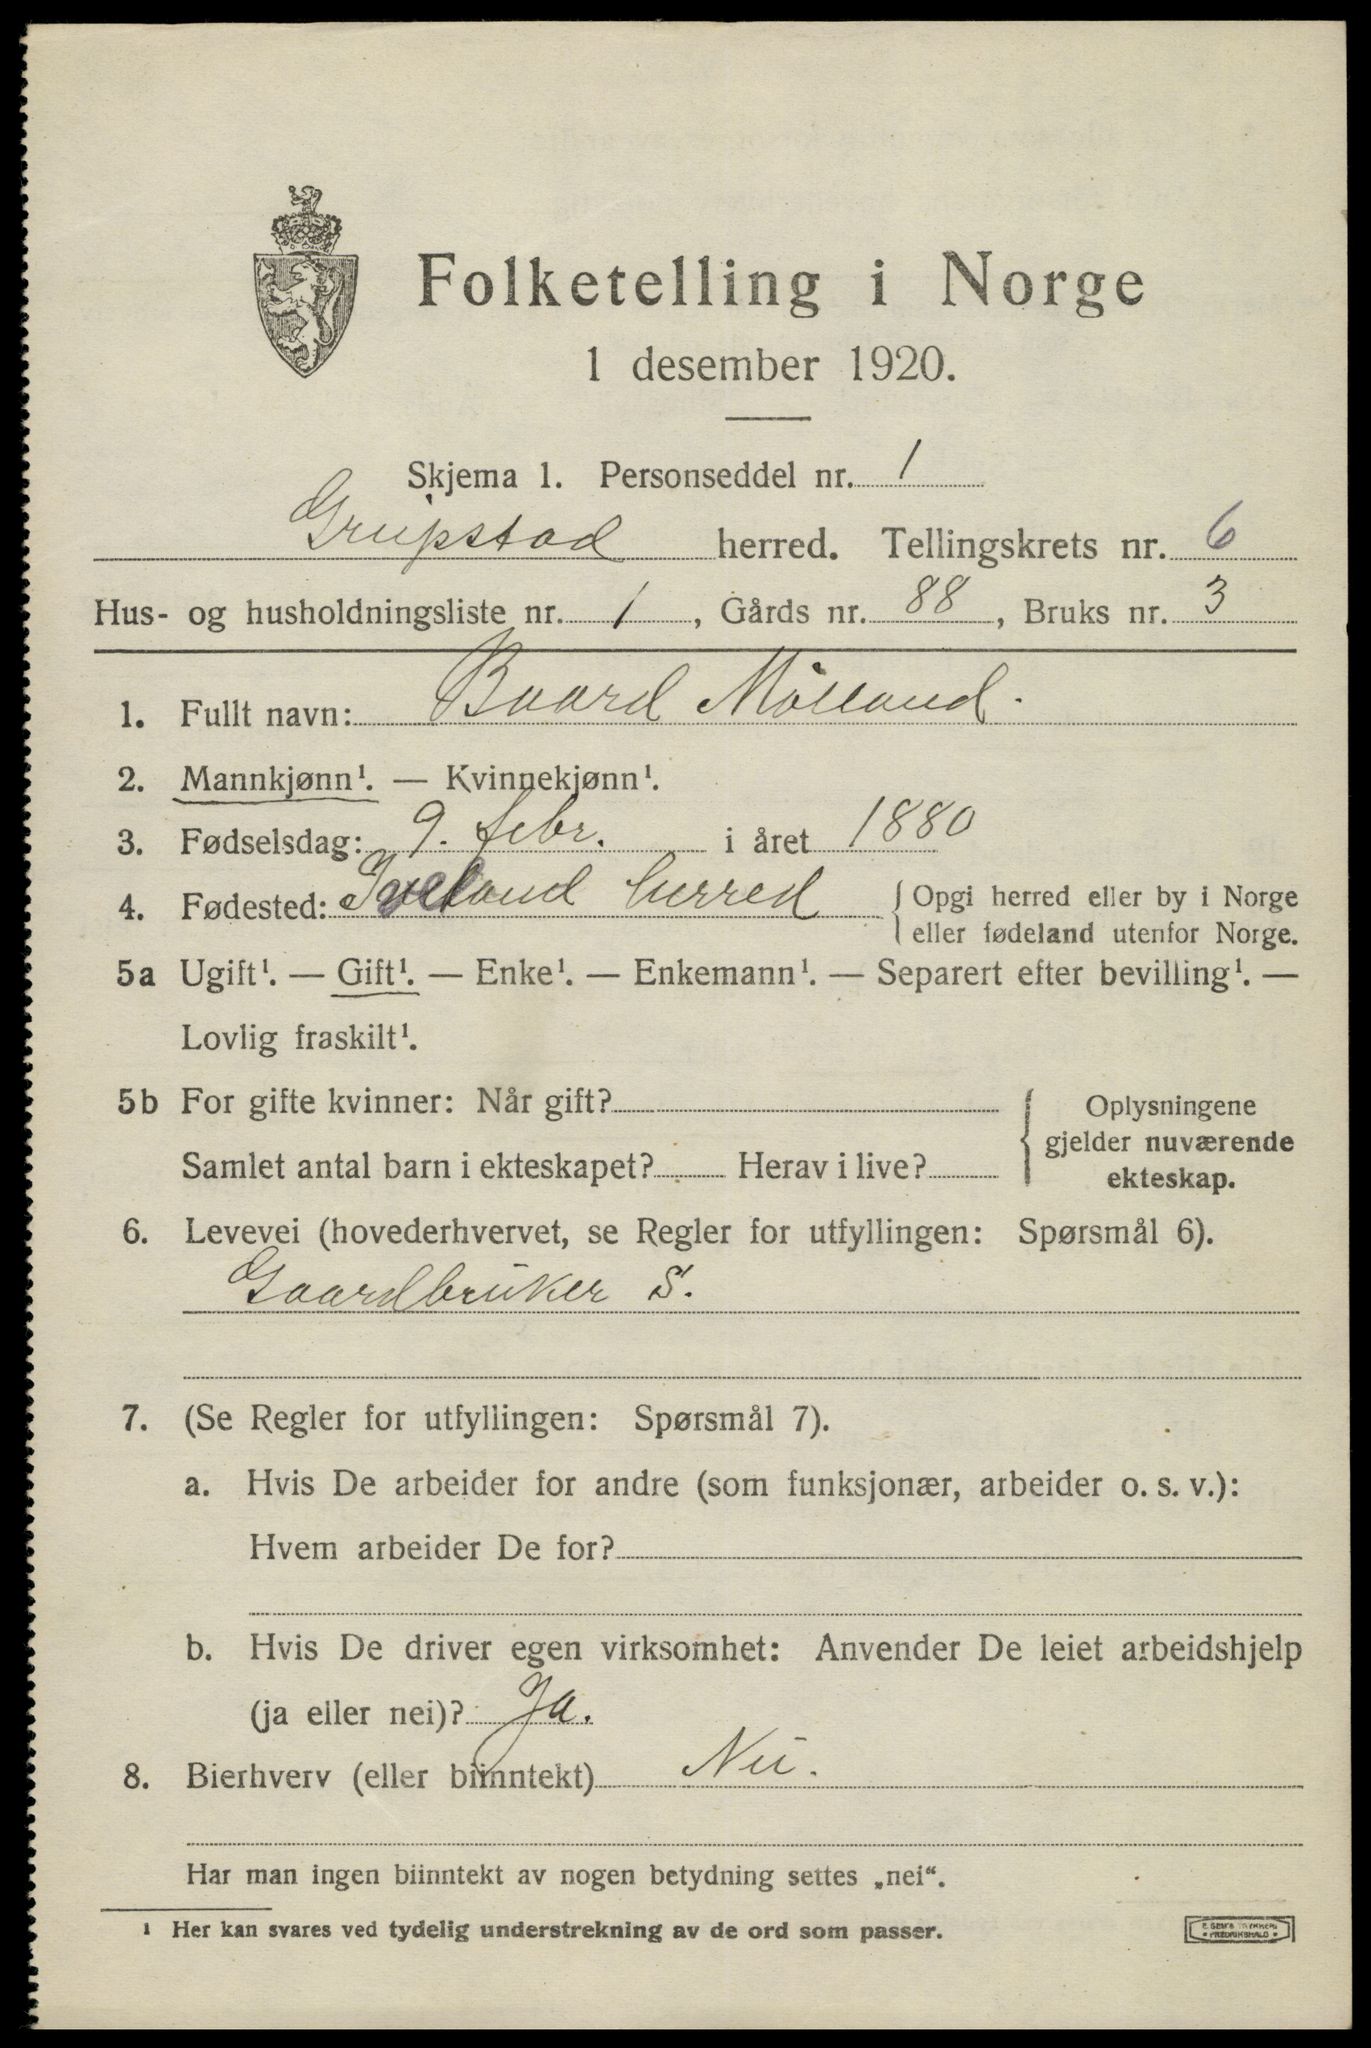 Folketelling i Norge
1 desember 1920.
Skjema 1. Personseddel nr. 1
Greipstad herred. Tellingskrets nr. 6
Hus- og husholdningsliste nr. 1, Gårds nr. 88, Bruks nr. 3
1. Fullt navn: Baard Mölland.
2. Mannkjønn¹. — Kvinnekjønn¹.
3. Fødselsdag: 9. febr. i året 1880
4. Fødested: Iveland herred { Opgi herred eller by i Norge
eller fødeland utenfor Norge.
5a Ugift¹. — Gift¹. — Enke¹. — Enkemann¹. — Separert efter bevilling¹. —
Lovlig fraskilt¹.
5b For gifte kvinner: Når gift? { Oplysningene
gjelder nuværende
Samlet antal barn i ekteskapet? Herav i live?
ekteskap.
6. Levevei (hovederhvervet, se Regler for utfyllingen: Spørsmål 6).
Gaardbruker S.
7. (Se Regler for utfyllingen: Spørsmål 7).
a. Hvis De arbeider for andre (som funksjonær, arbeider o. s. v.):
Hvem arbeider De for?
b. Hvis De driver egen virksomhet: Anvender De leiet arbeidshjelp
(ja eller nei)? Ja.
8. Bierhverv (eller biinntekt) Nei.
Har man ingen biinntekt av nogen betydning settes „nei“.
¹ Her kan svares ved tydelig understrekning av de ord som passer.